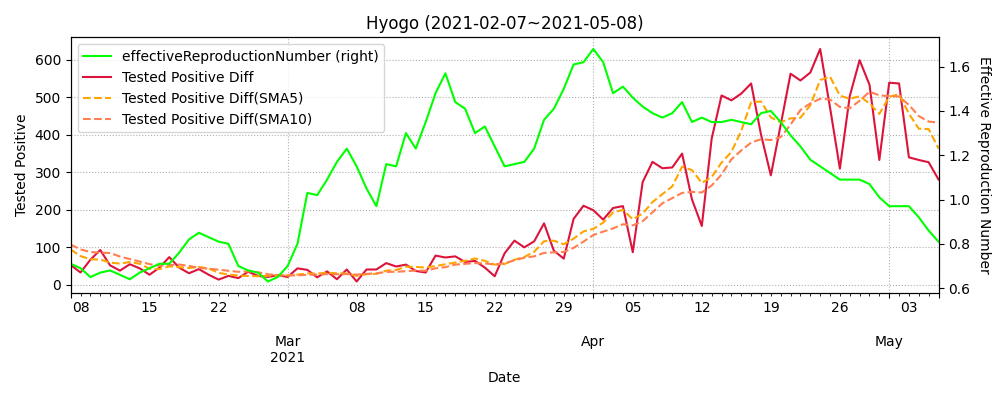 Hyogo (2021-02-07~2021-05-08)
effectiveReproductionNumber (right)
Tested Positive Diff
Tested Positive Diff(SMA5)
Tested Positive Diff(SMA10)
Tested Positive
600
500
400
300
200
100
0
1.6
1.4
1.2
1.0
0.8
0.6
Effective Reproduction Number
08 15 22 08 15 22 29 05 12 19 26 03
Mar Apr May
2021
Date